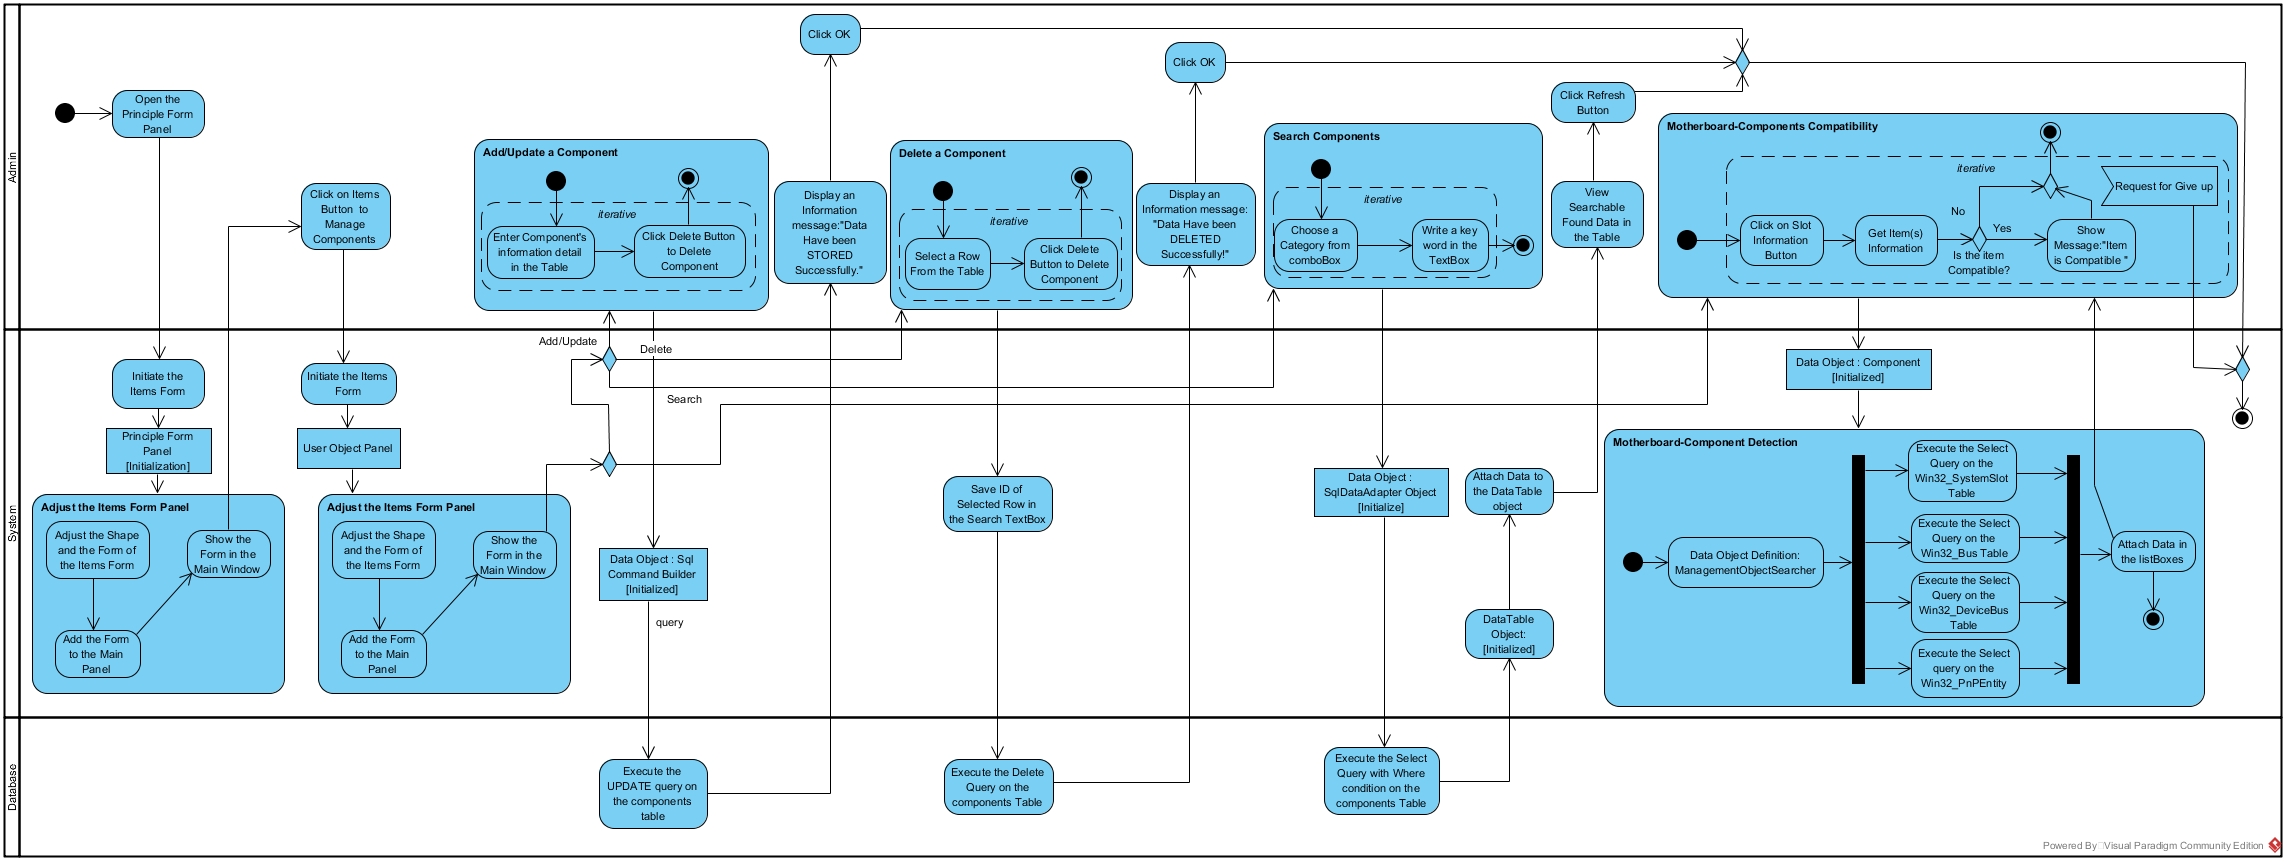 Admin
Open the
Principle Form
Panel
Click on Items
Button to
Manage
Components
Add/Update a Component
iterative
Enter Component's
information detail
in the Table
Click Delete Button
to Delete
Component
Click OK
Display an
Information
message:"Data
Have been
STORED
Successfully."
Delete a Component
iterative
Select a Row
From the Table
Click Delete
Button to Delete
Component
Click OK
Display an
Information message:
"Data Have been
DELETED
Successfully!"
Search Components
iterative
Choose a
Category from
comboBox
Write a key
word in the
TextBox
Click Refresh
Button
View
Searchable
Found Data in
the Table
Motherboard-Components Compatibility
iterative
Request for Give up
Click on Slot
Information
Button
Get Item(s)
Information
No
Yes
Is the item
Compatible?
Show
Message:"Item
is Compatible "
System
Initiate the
Items Form
Principle Form
Panel
[Initialization]
Adjust the Items Form Panel
Adjust the Shape
and the Form of
the Items Form
Show the
Form in the
Main Window
Add the Form
to the Main
Panel
Initiate the Items
Form
User Object Panel
Adjust the Items Form Panel
Adjust the Shape
and the Form of
the Items Form
Show the
Form in the
Main Window
Add the Form
to the Main
Panel
Add/Update
Delete
Search
Data Object : Sql
Command Builder
[Initialized]
query
Save ID of
Selected Row in
the Search TextBox
Data Object :
SqlDataAdapter Object
[Initialize]
Attach Data to
the DataTable
object
DataTable
Object:
[Initialized]
Data Object : Component
[Initialized]
Motherboard-Component Detection
Data Object Definition:
ManagementObjectSearcher
Execute the Select
Query on the
Win32_SystemSlot
Table
Execute the Select
Query on the
Win32_Bus Table
Execute the Select
Query on the
Win32_DeviceBus
Table
Execute the Select
query on the
Win32_PnPEntity
Attach Data in
the listBoxes
Database
Execute the
UPDATE query on
the components
table
Execute the Delete
Query on the
components Table
Execute the Select
Query with Where
condition on the
components Table
Powered By Visual Paradigm Community Edition